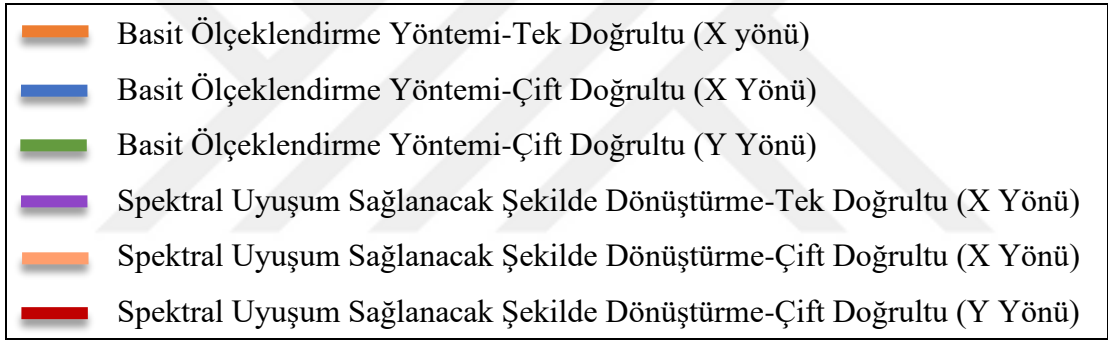 Basit Ölçeklendirme Yöntemi-Tek Doğrultu (X yönü)
Basit Ölçeklendirme Yöntemi-Çift Doğrultu (X Yönü)
Basit Ölçeklendirme Yöntemi-Çift Doğrultu (Y Yönü)
Spektral Uyuşum Sağlanacak Şekilde Dönüştürme-Tek Doğrultu (X Yönü)
Spektral Uyuşum Sağlanacak Şekilde Dönüştürme-Çift Doğrultu (X Yönü)
Spektral Uyuşum Sağlanacak Şekilde Dönüştürme-Çift Doğrultu (Y Yönü)